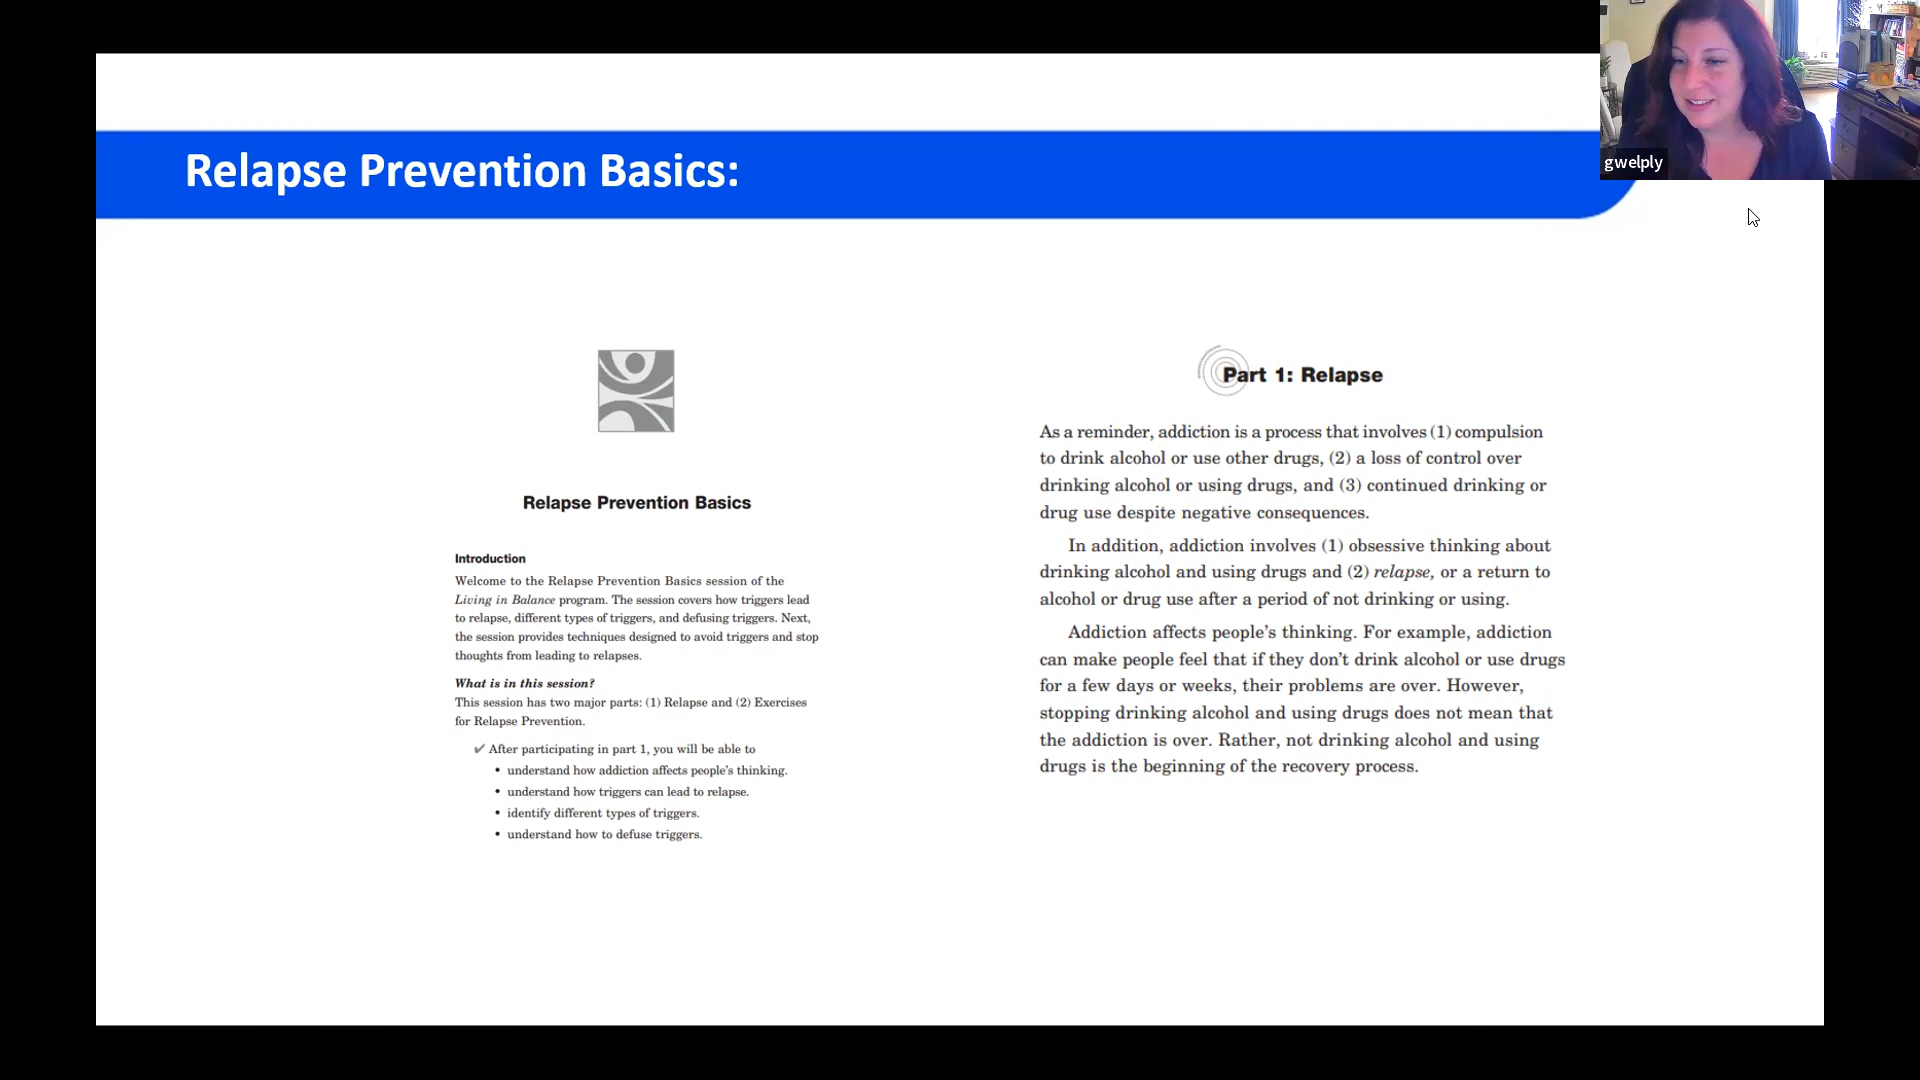 Relapse Prevention Basics:
gwelply
Relapse Prevention Basics
Introduction
Welcome to the Relapse Prevention Basics session of the
Living in Balance program. The session covers how triggers lead
to relapse, different types of triggers, and defusing triggers. Next,
the session provides techniques designed to avoid triggers and stop
thoughts from leading to relapses.
What is in this session?
This session has two major parts: (1) Relapse and (2) Exercises
for Relapse Prevention.
✔ After participating in part 1, you will be able to
• understand how addiction affects people’s thinking.
• understand how triggers can lead to relapse.
• identify different types of triggers.
• understand how to defuse triggers.
Part 1: Relapse
As a reminder, addiction is a process that involves (1) compulsion
to drink alcohol or use other drugs, (2) a loss of control over
drinking alcohol or using drugs, and (3) continued drinking or
drug use despite negative consequences.
In addition, addiction involves (1) obsessive thinking about
drinking alcohol and using drugs and (2) relapse, or a return to
alcohol or drug use after a period of not drinking or using.
Addiction affects people’s thinking. For example, addiction
can make people feel that if they don’t drink alcohol or use drugs
for a few days or weeks, their problems are over. However,
stopping drinking alcohol and using drugs does not mean that
the addiction is over. Rather, not drinking alcohol and using
drugs is the beginning of the recovery process.